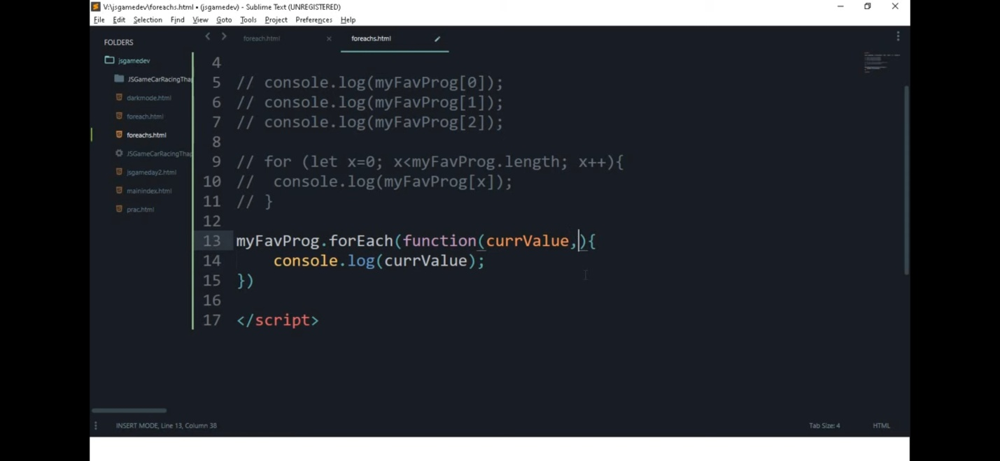 V:\jsgamedev\foreachs.html • (jsgamedev) - Sublime Text (UNREGISTERED)
File Edit Selection Find View Goto Tools Project Preferences Help
FOLDERS
jsgamedev
JSGameCarRacingThap
darkmode.html
foreach.html
foreachs.html
JSGameCarRacingThap
jsgameday2.html
mainindex.html
prac.html
foreach.html
foreachs.html
4
5 // console.log(myFavProg[0]);
6 // console.log(myFavProg[1]);
7 // console.log(myFavProg[2]);
8
9 // for (let x=0; x<myFavProg.length; x++){
10 //  console.log(myFavProg[x]);
11 // }
12
13 myFavProg.forEach(function(currValue,){
14     console.log(currValue);
15 })
16
17 </script>
INSERT MODE, Line 13, Column 38
Tab Size: 4
HTML